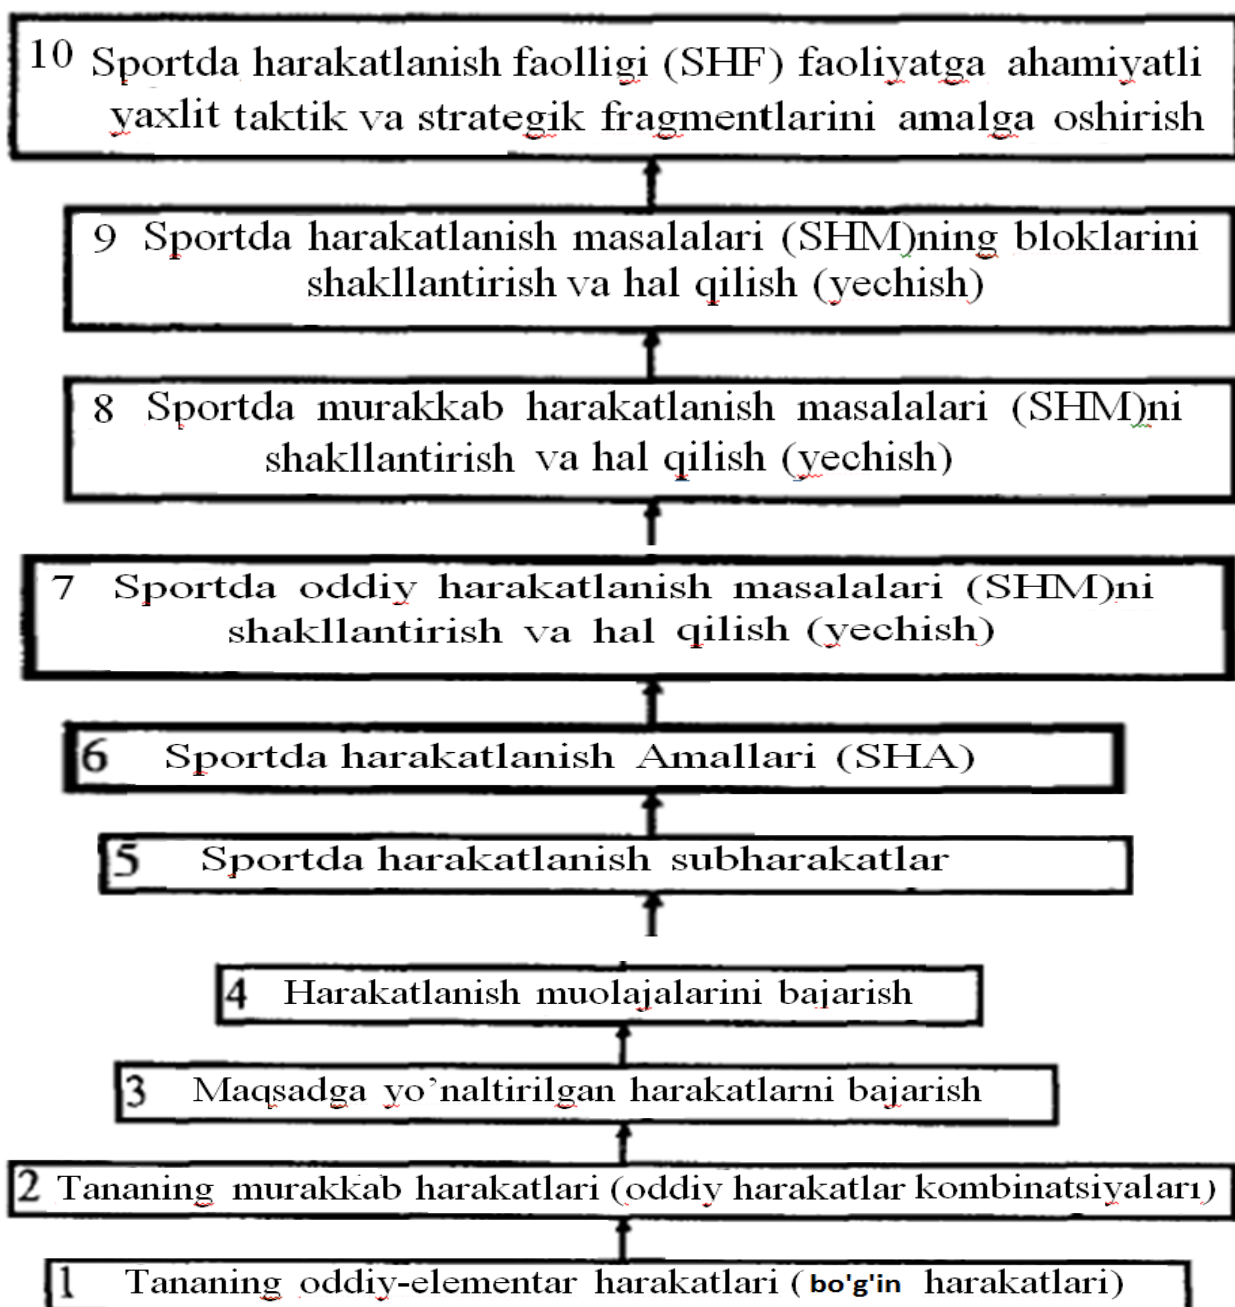 10 Sportda harakatlanish faolligi (SHF) faoliyatga ahamiyatli
yaxlit taktik va strategik fragmentlarini amalga oshirish
9 Sportda harakatlanish masalalari (SHM)ning bloklarini
shakllantirish va hal qilish (yechish)
8 Sportda murakkab harakatlanish masalalari (SHM)ni
shakllantirish va hal qilish (yechish)
7 Sportda oddiy harakatlanish masalalari (SHM)ni
shakllantirish va hal qilish (yechish)
6 Sportda harakatlanish Amallari (SHA)
5 Sportda harakatlanish subharakatlar
4 Harakatlanish muolajalarini bajarish
3 Maqsadga yo’naltirilgan harakatlarni bajarish
2 Tananing murakkab harakatlari (oddiy harakatlar kombinatsiyaları)
1 Tananing oddiy-elementar harakatlari (bo'g'in harakatlari)